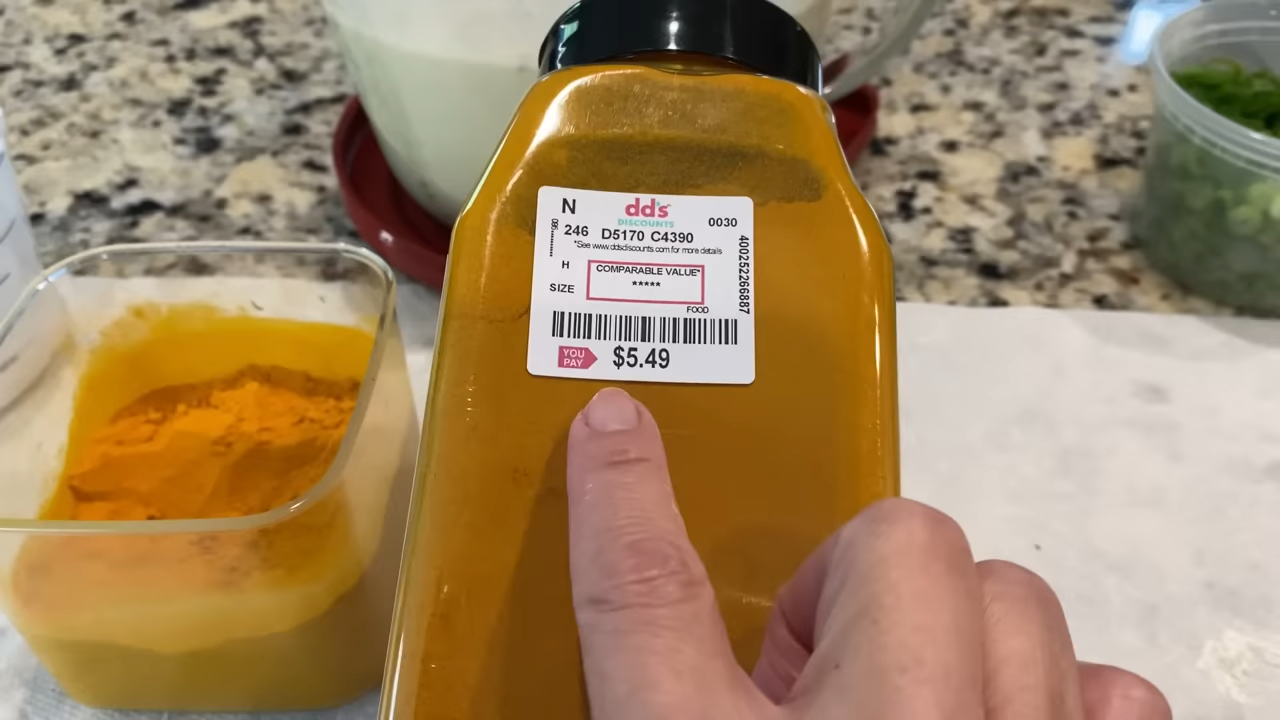 N
dd's
DISCOUNTS
0030
246 D5170 C4390
*See www.ddsdiscounts.com for more details
H
COMPARABLE VALUE*
*****
SIZE
FOOD
400252266887
YOU PAY
$5.49